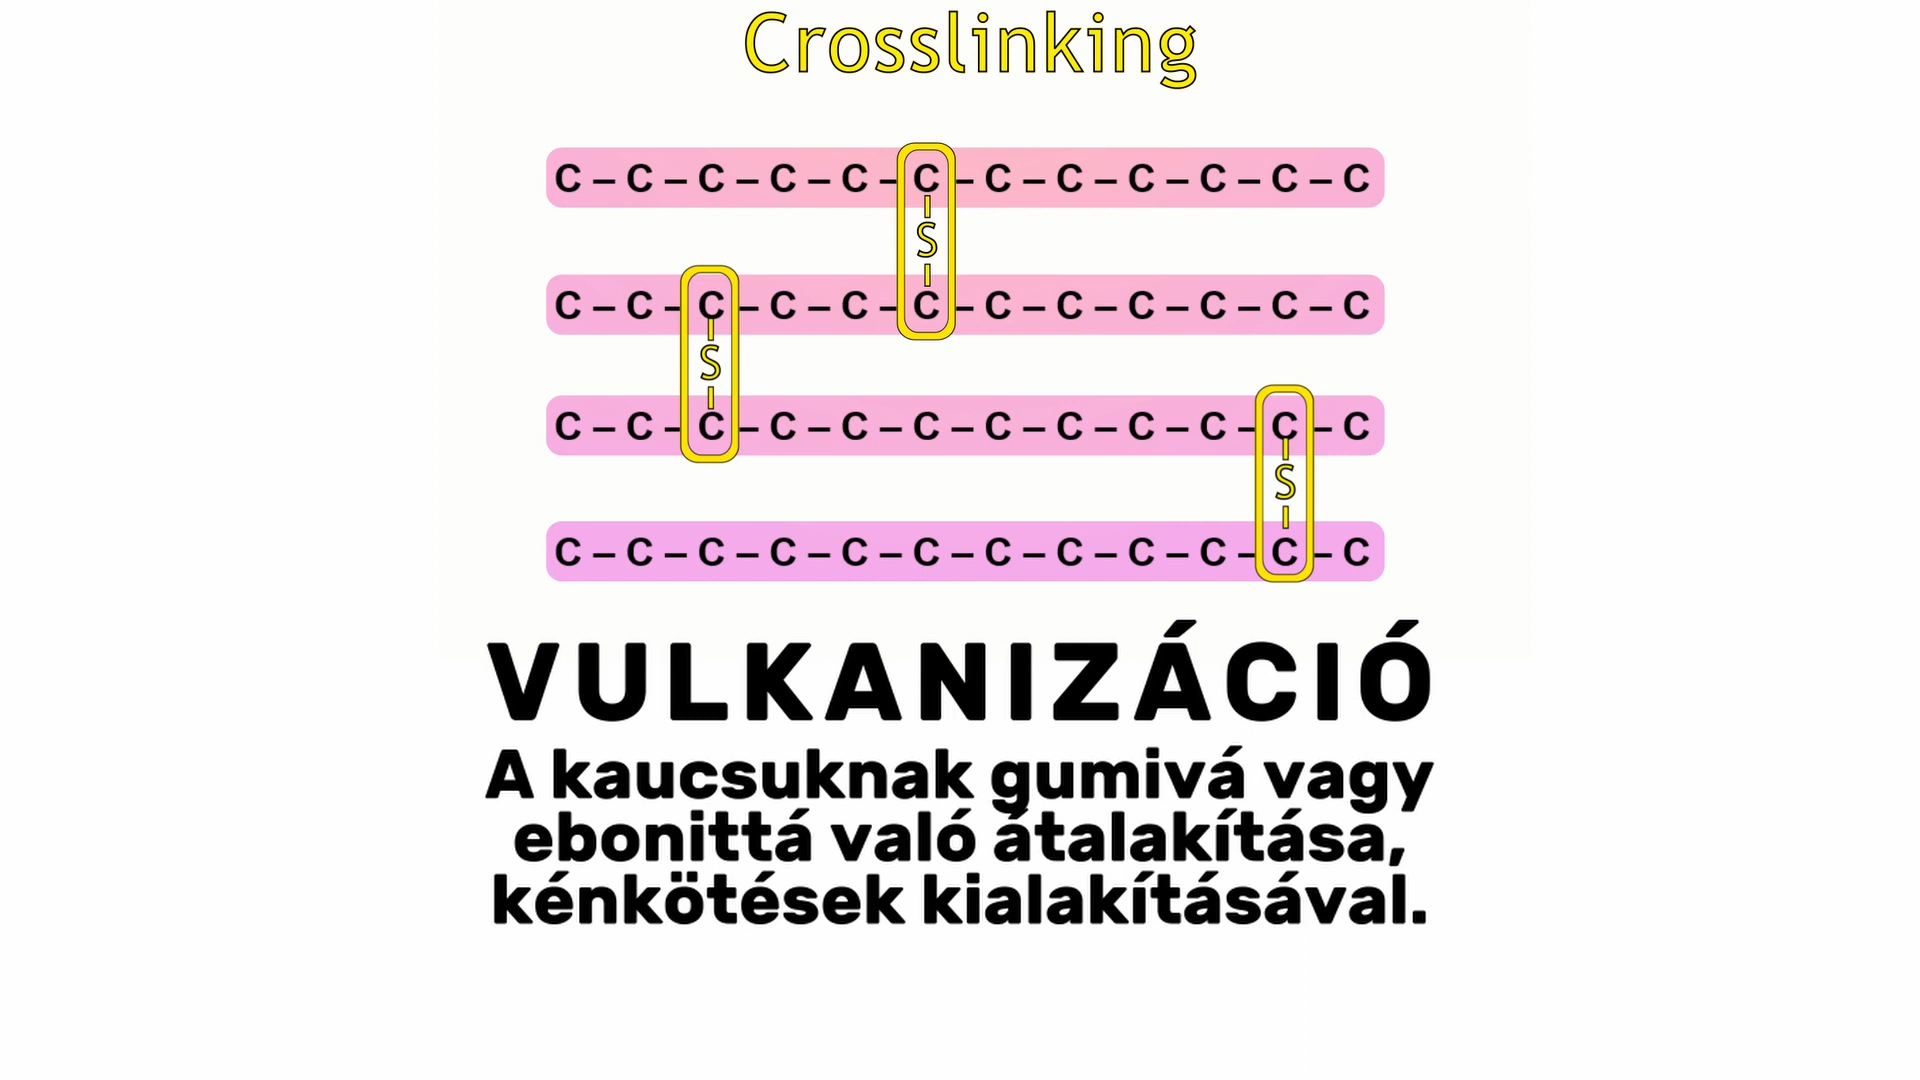 Crosslinking
C – C – C – C – C – C – C – C – C – C – C – C
S
C – C – C – C – C – C – C – C – C – C – C – C
S
C – C – C – C – C – C – C – C – C – C – C – C
S
C – C – C – C – C – C – C – C – C – C – C – C
VULKANIZÁCIÓ
A kaucsuknak gumivá vagy
ebonittá való átalakítása,
kénkötések kialakításával.